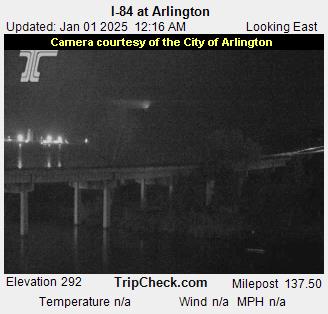 I-84 at Arlington
Updated: Jan 01 2025 12:16 AM Looking East
Camera courtesy of the City of Arlington
Elevation 292 TripCheck.com Milepost 137.50
Temperature n/a Wind n/a MPH n/a